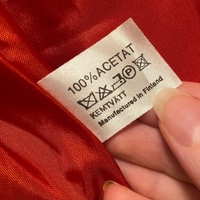 100% ACETAT
P
KEMTVÄTT
Manufactured in Finland